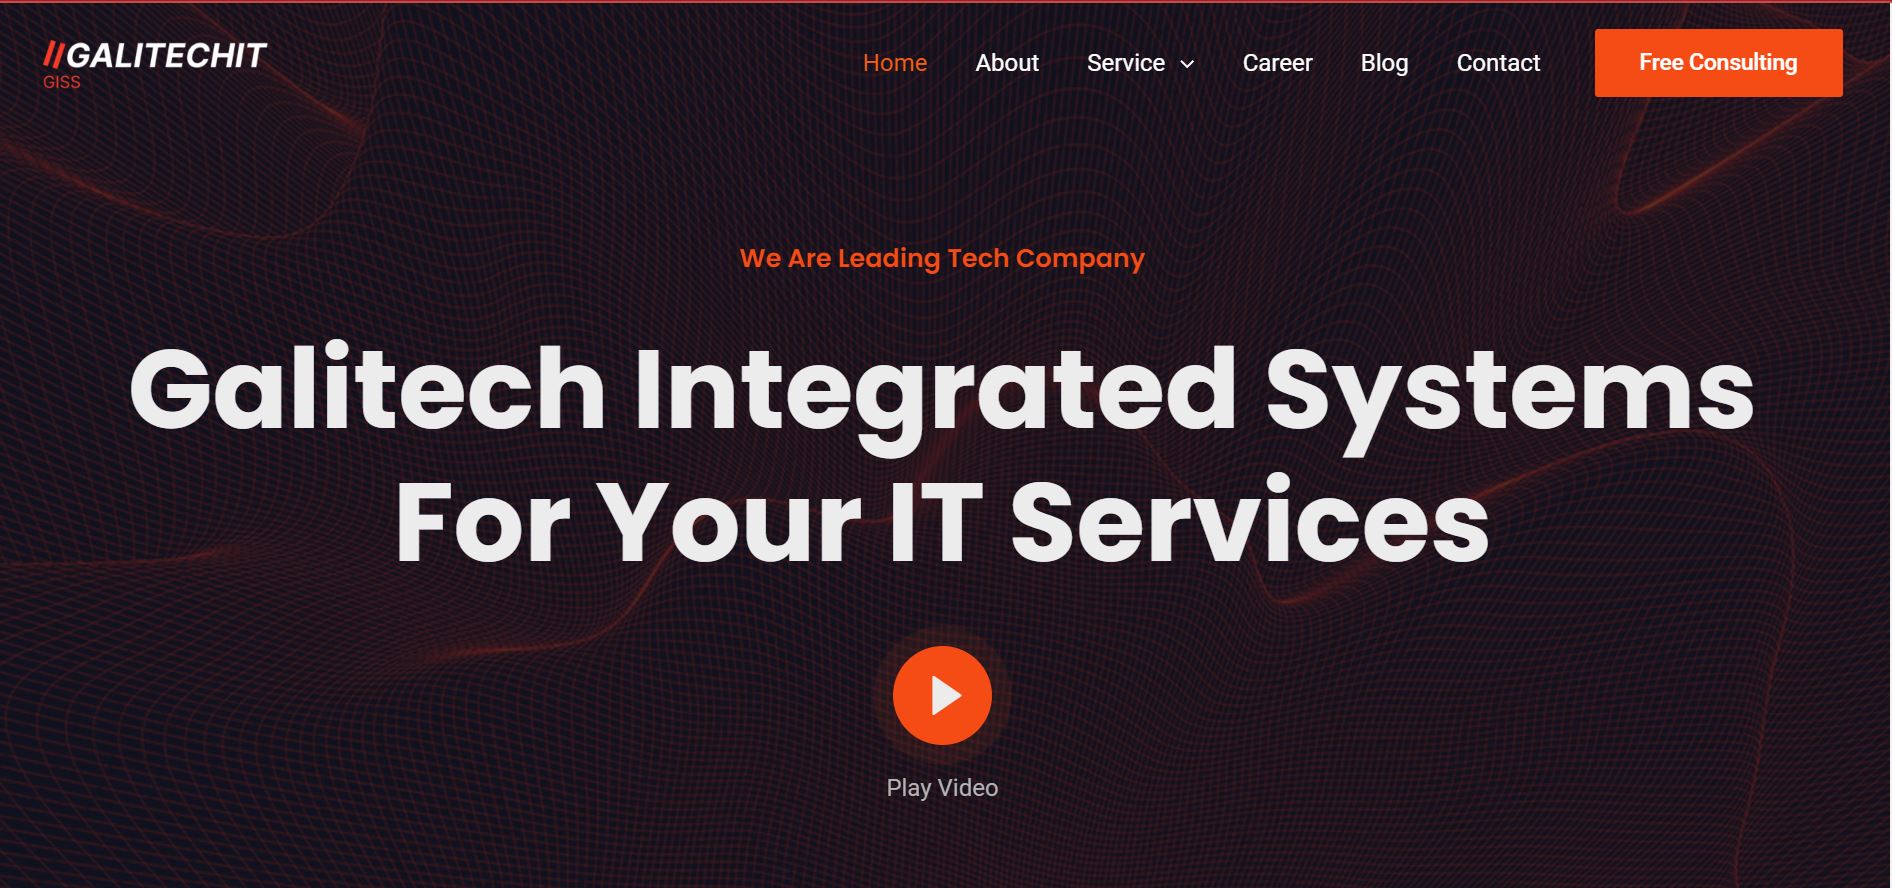 //GALITECHIT
GISS
Home About Service Career Blog Contact Free Consulting
We Are Leading Tech Company
Galitech Integrated Systems
For Your IT Services
Play Video